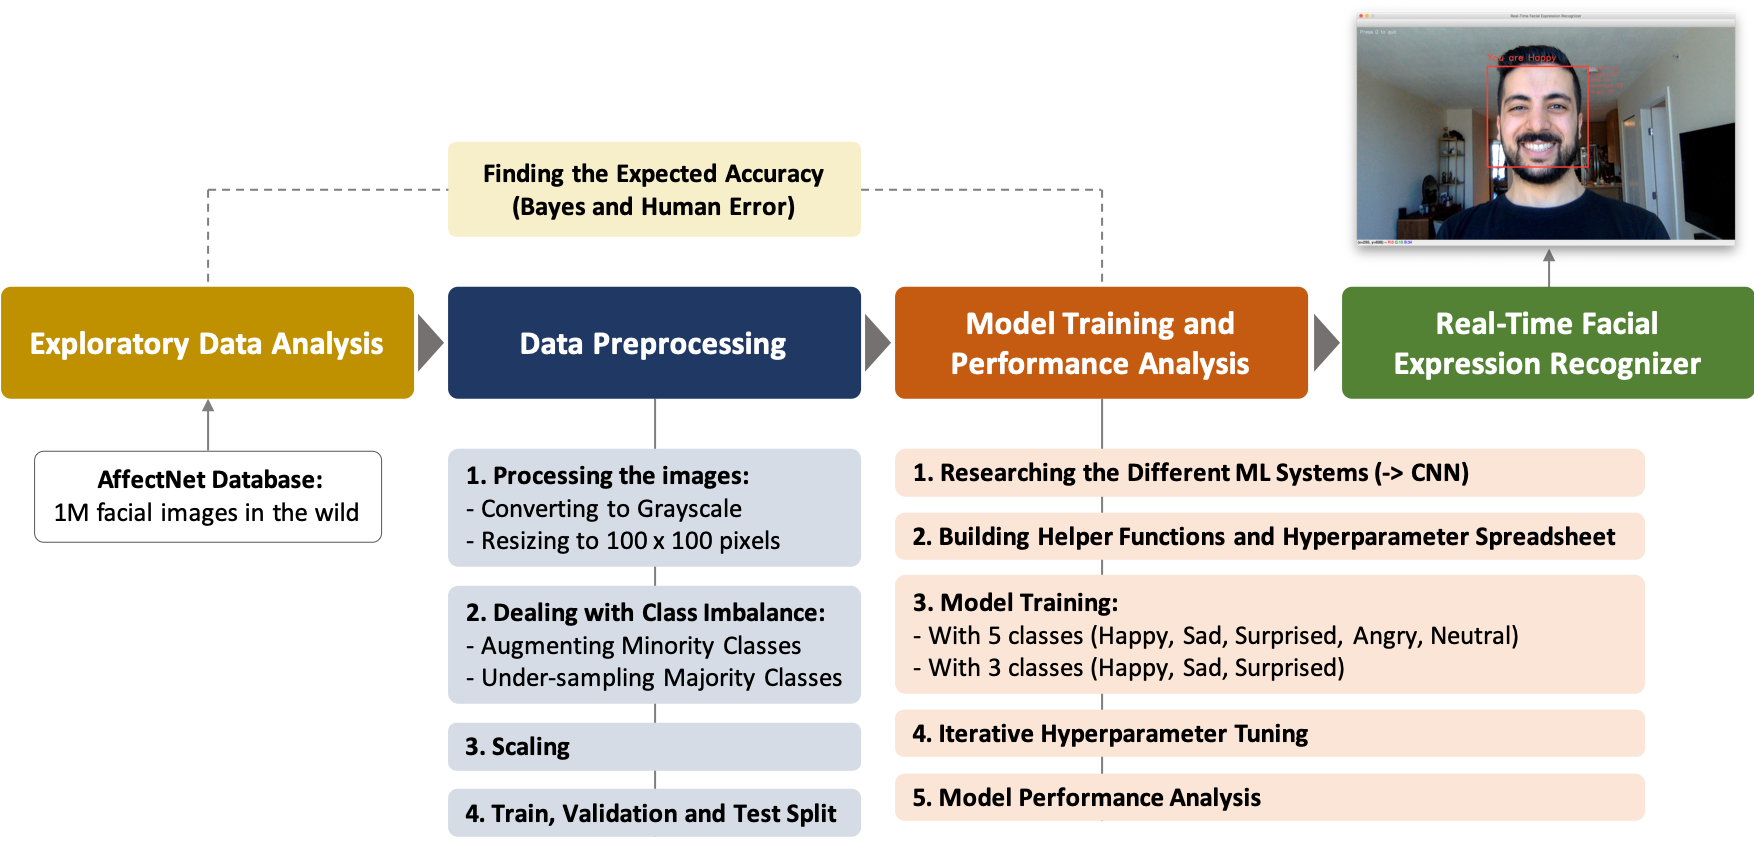 Real-Time Facial Expression Recognizer
Press Q to quit
You are Happy
Finding the Expected Accuracy
(Bayes and Human Error)
Exploratory Data Analysis
Data Preprocessing
Model Training and
Performance Analysis
Real-Time Facial
Expression Recognizer
AffectNet Database:
1M facial images in the wild
1. Processing the images:
- Converting to Grayscale
- Resizing to 100 x 100 pixels
2. Dealing with Class Imbalance:
- Augmenting Minority Classes
- Under-sampling Majority Classes
3. Scaling
4. Train, Validation and Test Split
1. Researching the Different ML Systems (-> CNN)
2. Building Helper Functions and Hyperparameter Spreadsheet
3. Model Training:
- With 5 classes (Happy, Sad, Surprised, Angry, Neutral)
- With 3 classes (Happy, Sad, Surprised)
4. Iterative Hyperparameter Tuning
5. Model Performance Analysis